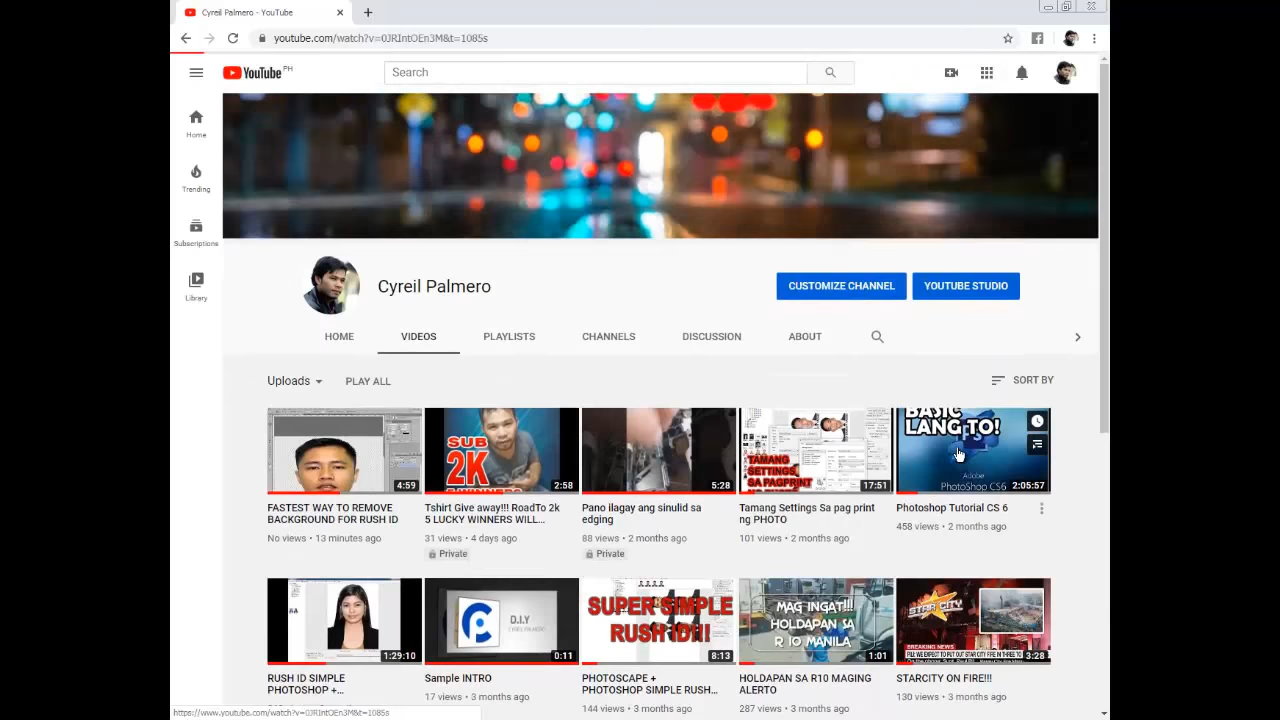 Cyreil Palmero - YouTube
youtube.com/watch?v=0JRIntOEn3M&t=1085s
YouTube PH
Search
Home
Trending
Subscriptions
Library
Cyreil Palmero
CUSTOMIZE CHANNEL
YOUTUBE STUDIO
HOME
VIDEOS
PLAYLISTS
CHANNELS
DISCUSSION
ABOUT
Uploads
PLAY ALL
SORT BY
4:59
FASTEST WAY TO REMOVE
BACKGROUND FOR RUSH ID
No views • 13 minutes ago
SUB
2K
2:58
Tshirt Give away!!! RoadTo 2k
5 LUCKY WINNERS WILL...
31 views • 4 days ago
Private
5:28
Pano ilagay ang sinulid sa
edging
88 views • 2 months ago
Private
TAMANG
SETTINGS
SA PAGPRINT
17:51
Tamang Settings Sa pag print
ng PHOTO
101 views • 2 months ago
BASIC
LANG TO!
Adobe
PhotoShop CS6
2:05:57
Photoshop Tutorial CS 6
458 views • 2 months ago
1:29:10
RUSH ID SIMPLE
PHOTOSHOP +...
D.I.Y
CYREIL PALMERO
0:11
Sample INTRO
17 views • 3 months ago
SUPER SIMPLE
RUSH ID!!!
8:13
PHOTOSCAPE +
PHOTOSHOP SIMPLE RUSH...
144 views • 3 months ago
MAG INGAT!!!
HOLDAPAN SA
R 10 MANILA
1:01
HOLDAPAN SA R10 MAGING
ALERTO
287 views • 3 months ago
STAR CITY
BREAKING NEWS
3:28
STARCITY ON FIRE!!!
130 views • 3 months ago
https://www.youtube.com/watch?v=0JRIntOEn3M&t=1085s